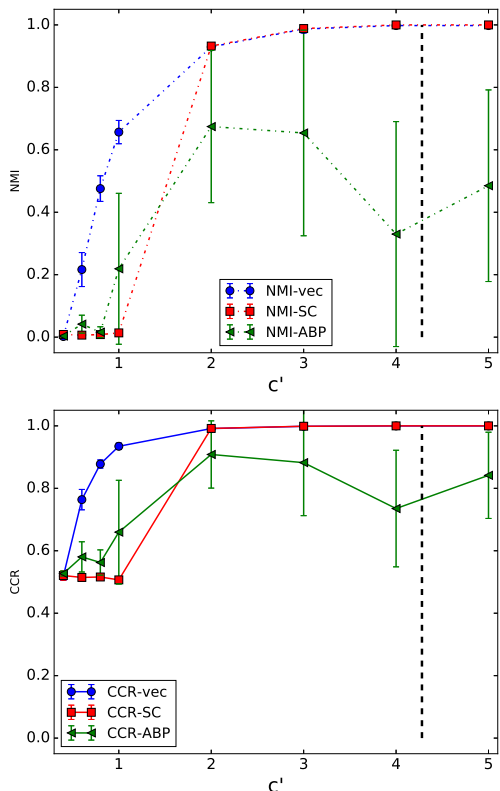 1.0
0.8
0.6
0.4
0.2
0.0
NMI
NMI-vec
NMI-SC
NMI-ABP
1 2 3 4 5
c'
1.0
0.8
0.6
0.4
0.2
0.0
CCR
CCR-vec
CCR-SC
CCR-ABP
1 2 3 4 5
c'